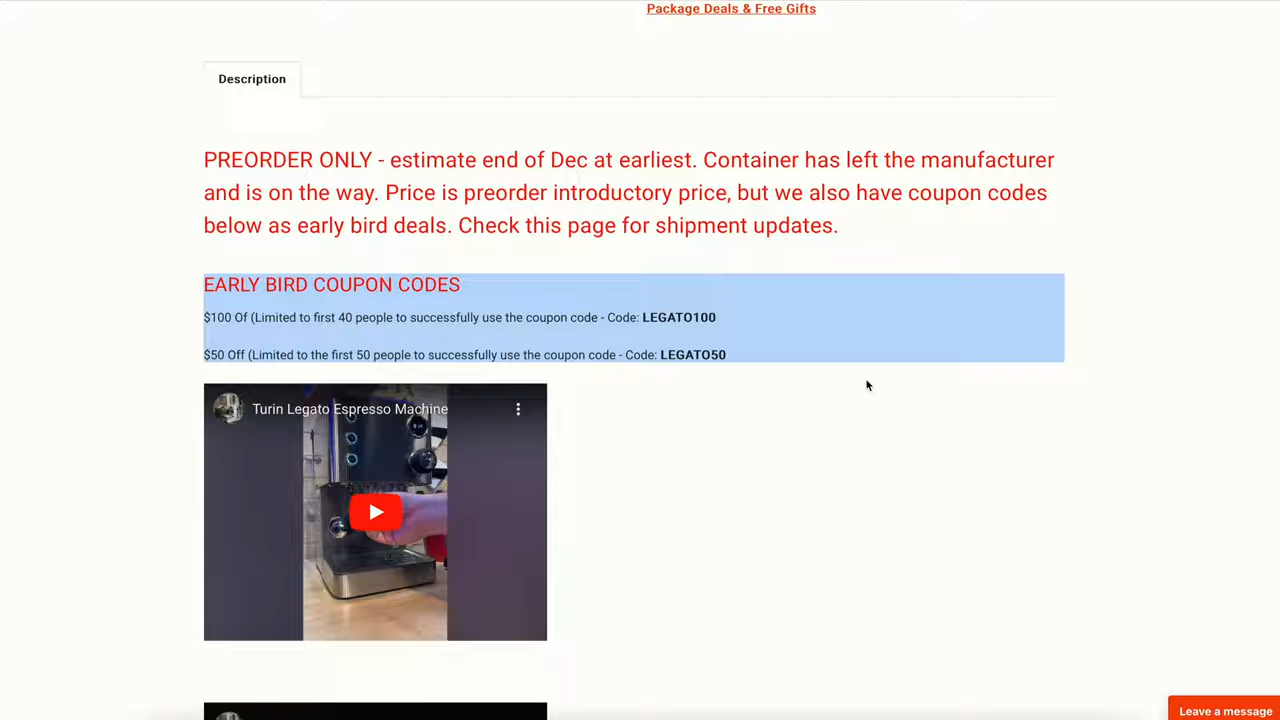 Package Deals & Free Gifts
Description
PREORDER ONLY - estimate end of Dec at earliest. Container has left the manufacturer
and is on the way. Price is preorder introductory price, but we also have coupon codes
below as early bird deals. Check this page for shipment updates.
EARLY BIRD COUPON CODES
$100 Of (Limited to first 40 people to successfully use the coupon code - Code: LEGATO100
$50 Off (Limited to the first 50 people to successfully use the coupon code - Code: LEGATO50
Turin Legato Espresso Machine
Leave a message